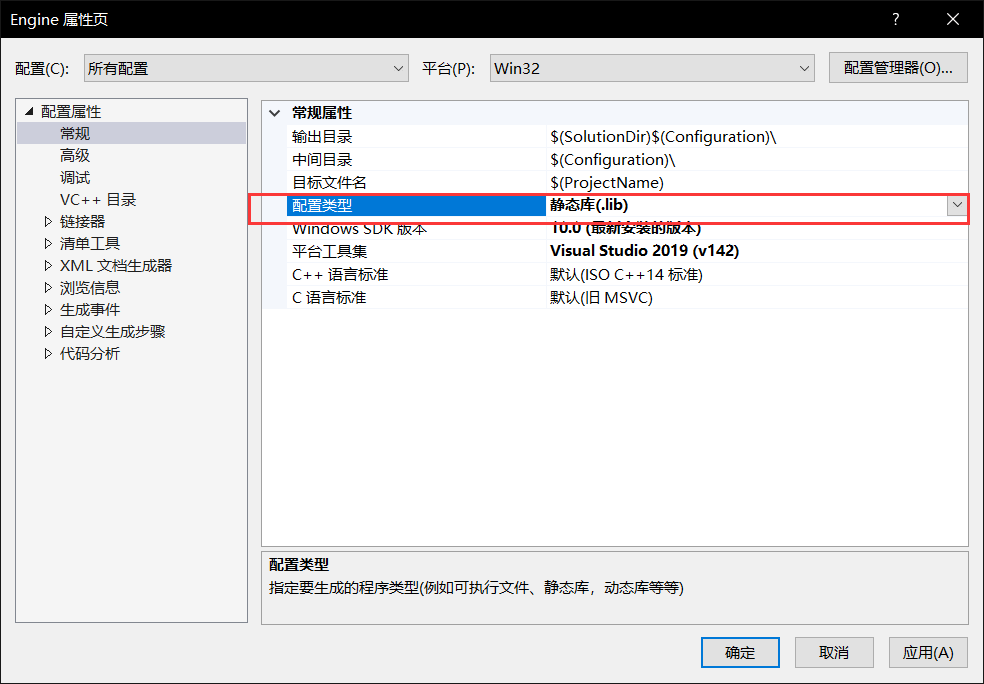 Engine 属性页
?
配置(C): 所有配置 平台(P): Win32 配置管理器(O)...
配置属性
常规
高级
调试
VC++ 目录
链接器
清单工具
XML 文档生成器
浏览信息
生成事件
自定义生成步骤
代码分析
常规属性
输出目录 $(SolutionDir)$(Configuration)\
中间目录 $(Configuration)\
目标文件名 $(ProjectName)
配置类型 静态库(.lib)
Windows SDK 版本 10.0 (最新安装的版本)
平台工具集 Visual Studio 2019 (v142)
C++ 语言标准 默认(ISO C++14 标准)
C 语言标准 默认(旧 MSVC)
配置类型
指定要生成的程序类型(例如可执行文件、静态库，动态库等等)
确定 取消 应用(A)